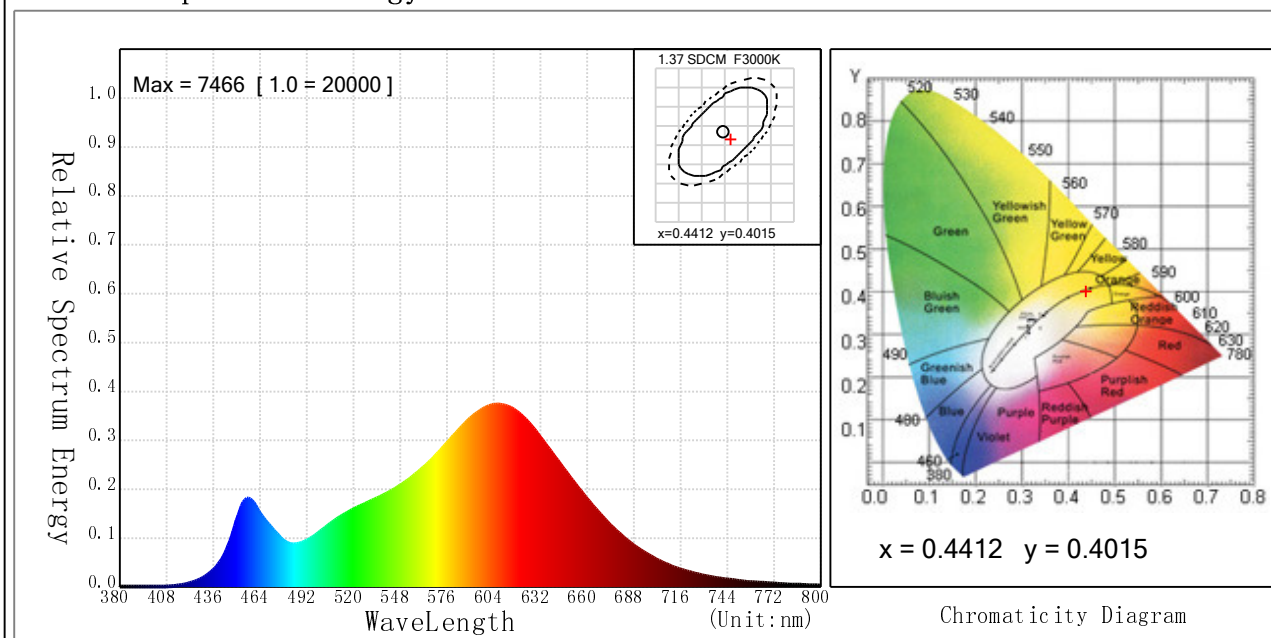 Max = 7466 [ 1.0 = 20000 ]
1.0
0.9
0.8
0.7
0.6
0.5
0.4
0.3
0.2
0.1
0.0
Relative Spectrum Energy
380 408 436 464 492 520 548 576 604 632 660 688 716 744 772 800
WaveLength
(Unit:nm)
1.37 SDCM F3000K
x=0.4412 y=0.4015
Y
0.8
0.7
0.6
0.5
0.4
0.3
0.2
0.1
520
530
540
550
560
570
580
590
600
610
620
630
780
490
480
460
380
Green
Yellowish
Green
Yellow
Green
Yellow
Orange
Reddish
Orange
Red
Bluish
Green
Greenish
Blue
Blue
Violet
Purple
Reddish
Purple
Purplish
Red
0.0 0.1 0.2 0.3 0.4 0.5 0.6 0.7 0.8
x = 0.4412 y = 0.4015
Chromaticity Diagram